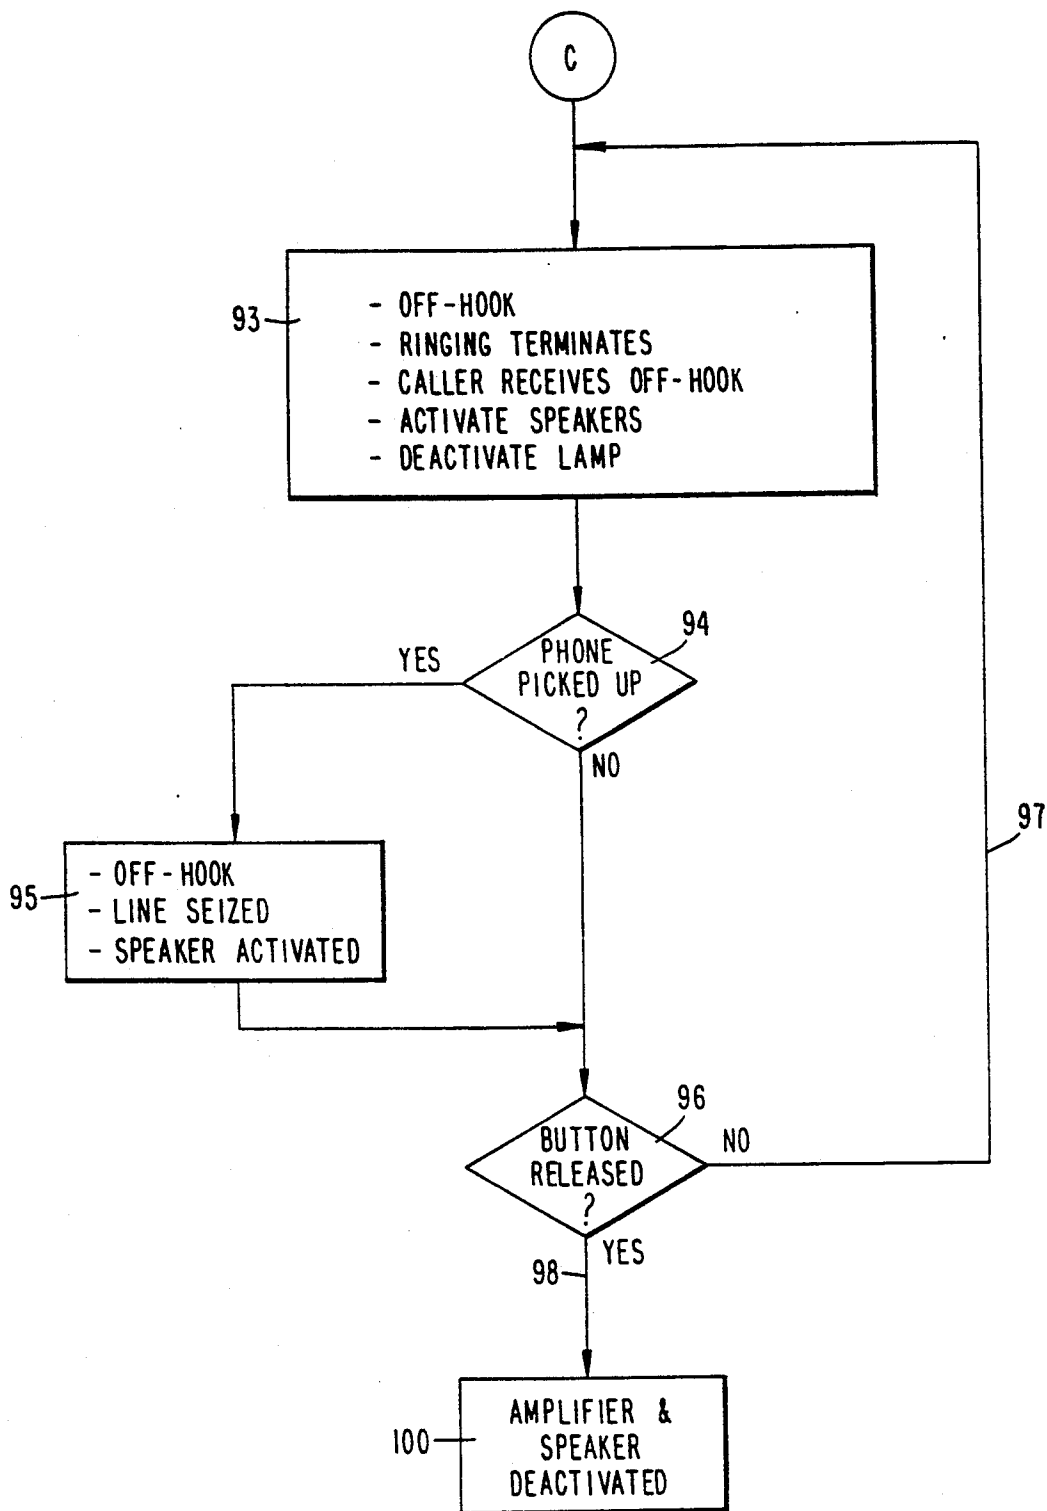 C
93
- OFF-HOOK
- RINGING TERMINATES
- CALLER RECEIVES OFF-HOOK
- ACTIVATE SPEAKERS
- DEACTIVATE LAMP
94
YES
PHONE
PICKED UP
?
NO
97
95
- OFF-HOOK
- LINE SEIZED
- SPEAKER ACTIVATED
96
BUTTON
RELEASED
?
NO
YES
98
100
AMPLIFIER &
SPEAKER
DEACTIVATED